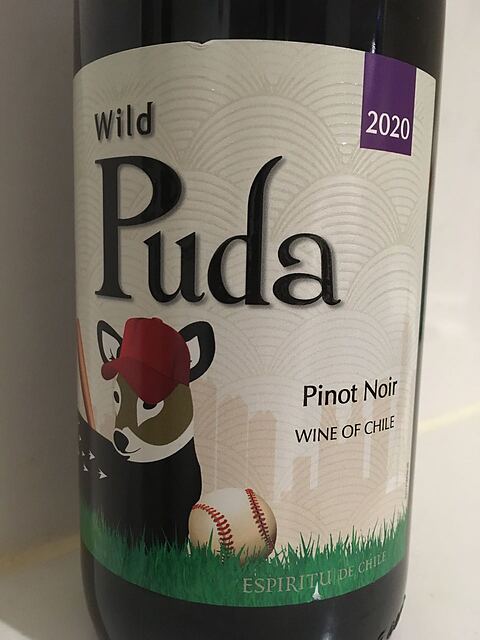 Wild
2020
Puda
Pinot Noir
WINE OF CHILE
ESPIRITU DE CHILE